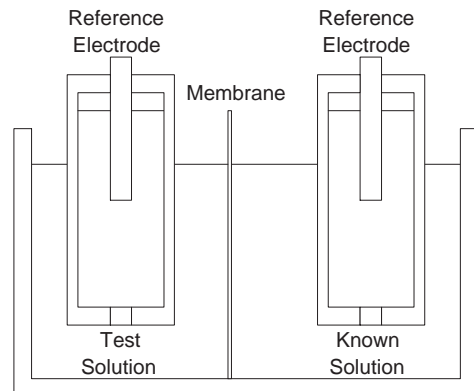 Reference
Electrode
Reference
Electrode
Membrane
Test
Solution
Known
Solution